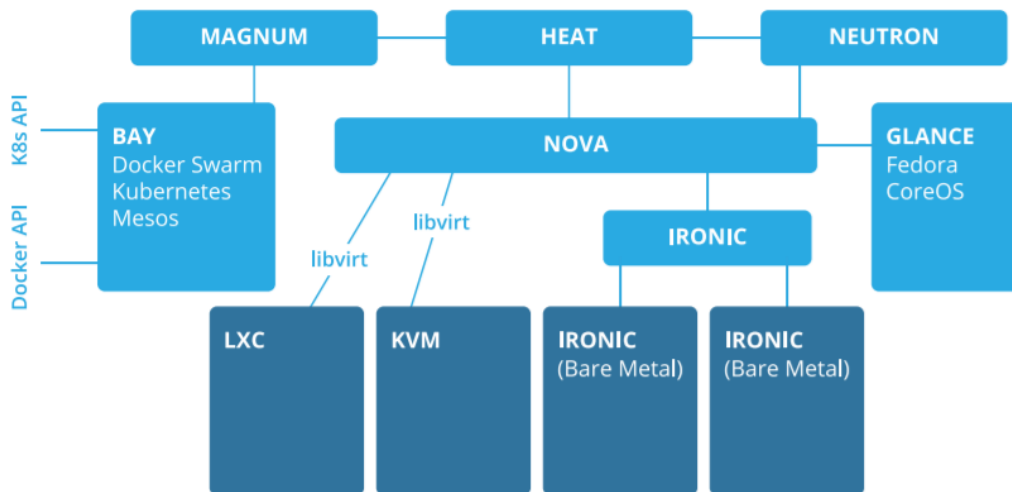 MAGNUM
HEAT
NEUTRON
K8s API
Docker API
BAY
Docker Swarm
Kubernetes
Mesos
NOVA
GLANCE
Fedora
CoreOS
libvirt
libvirt
IRONIC
LXC
KVM
IRONIC
(Bare Metal)
IRONIC
(Bare Metal)